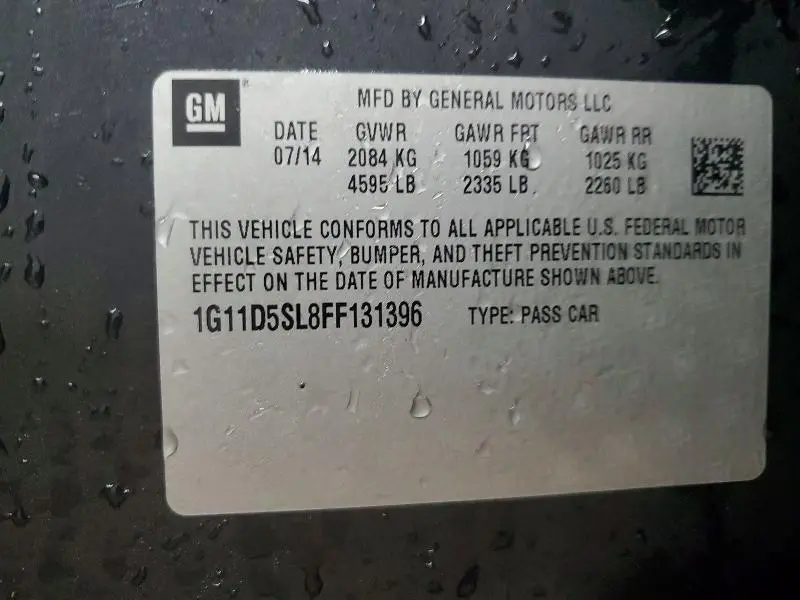 GM
MFD BY GENERAL MOTORS LLC
DATE GVWR GAWR FRT GAWR RR
07/14 2084 KG 1059 KG 1025 KG
4595 LB 2335 LB 2260 LB
THIS VEHICLE CONFORMS TO ALL APPLICABLE U.S. FEDERAL MOTOR
VEHICLE SAFETY, BUMPER, AND THEFT PREVENTION STANDARDS IN
EFFECT ON THE DATE OF MANUFACTURE SHOWN ABOVE.
1G11D5SL8FF131396 TYPE: PASS CAR